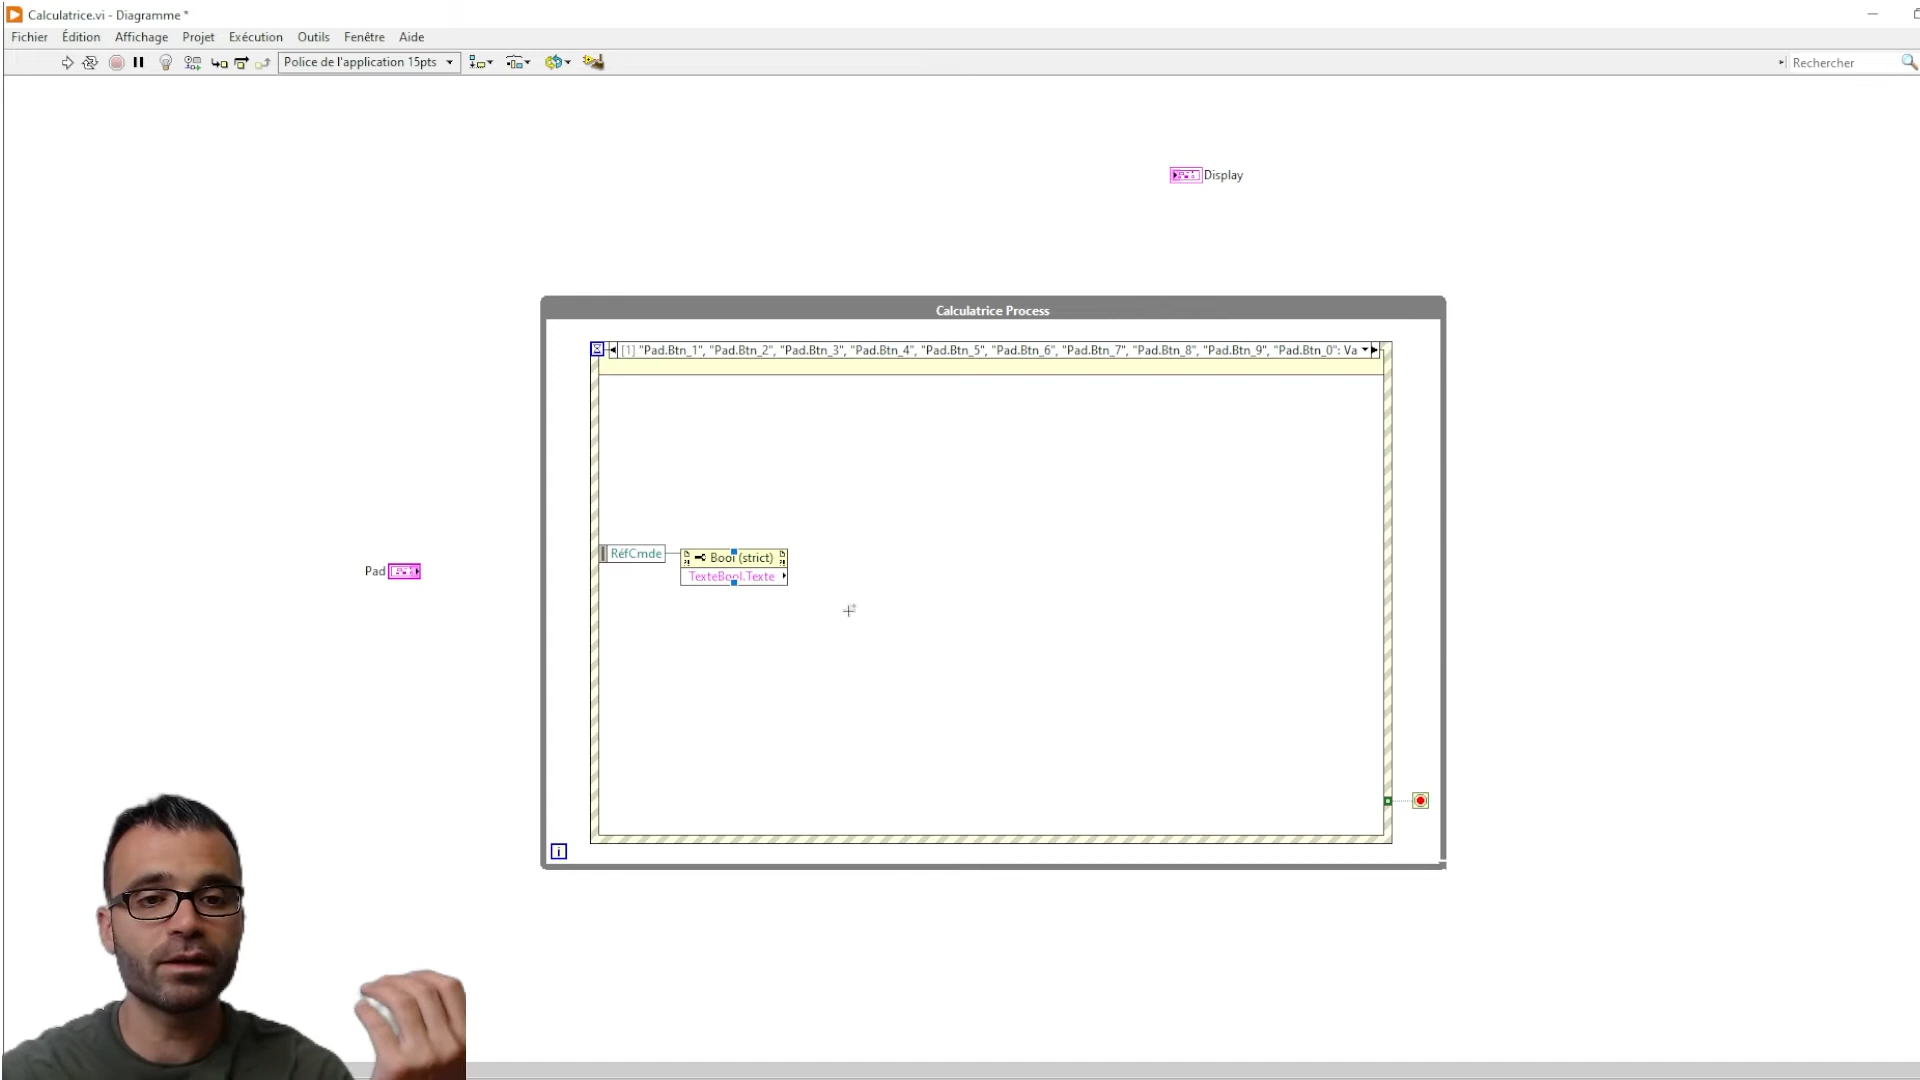 Calculatrice.vi - Diagramme *
Fichier Édition Affichage Projet Exécution Outils Fenêtre Aide
Police de l'application 15pts
Rechercher
Display
Calculatrice Process
[1] "Pad.Btn_1", "Pad.Btn_2", "Pad.Btn_3", "Pad.Btn_4", "Pad.Btn_5", "Pad.Btn_6", "Pad.Btn_7", "Pad.Btn_8", "Pad.Btn_9", "Pad.Btn_0": Va
RéfCmde
Bool (strict)
TexteBool.Texte
Pad
i